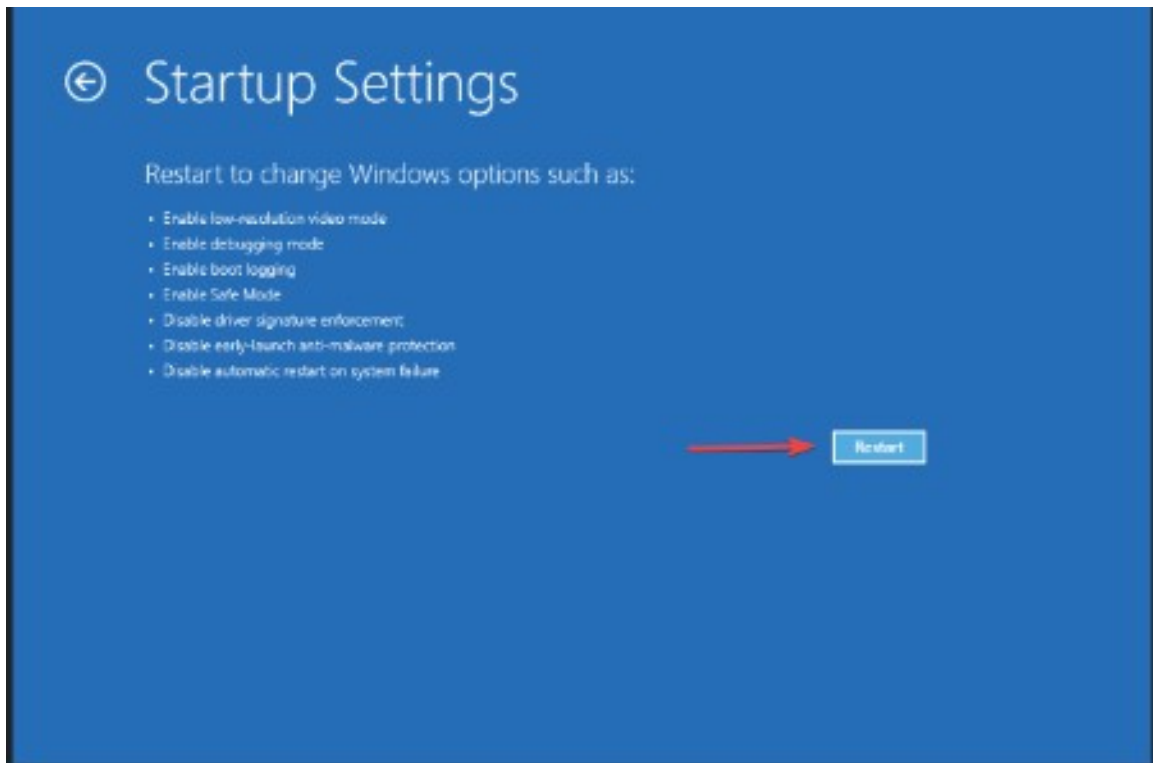 Startup Settings
Restart to change Windows options such as:
• Enable low-resolution video mode
• Enable debugging mode
• Enable boot logging
• Enable Safe Mode
• Disable driver signature enforcement
• Disable early-launch anti-malware protection
• Disable automatic restart on system failure
Restart